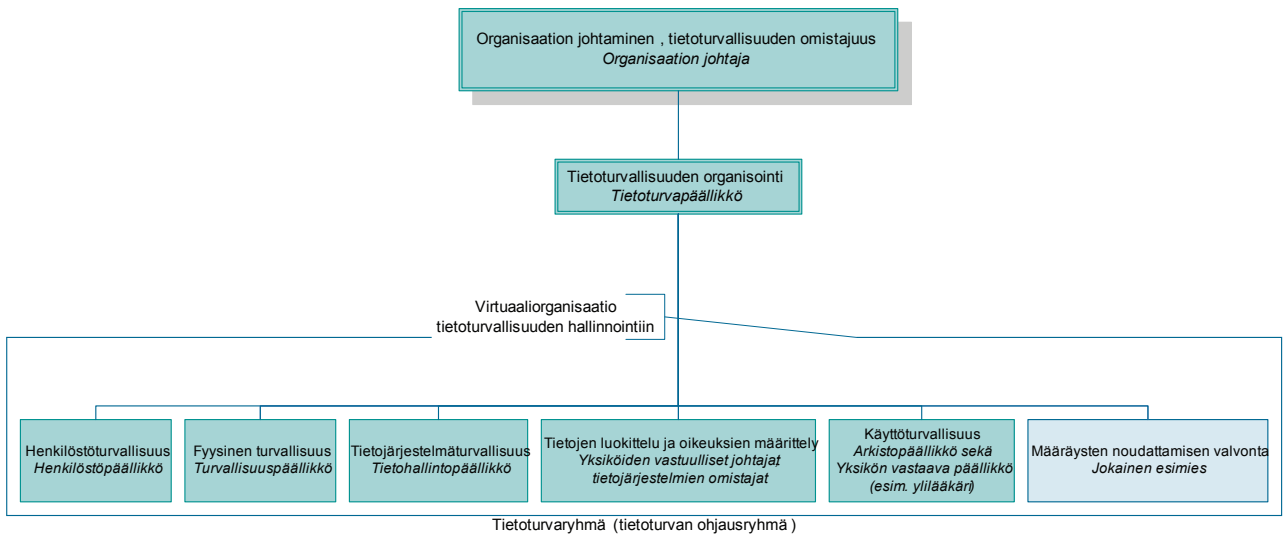 Organisaation johtaminen , tietoturvallisuuden omistajuus
Organisaation johtaja
Tietoturvallisuuden organisointi
Tietoturvapäällikkö
Virtuaaliorganisaatio
tietoturvallisuuden hallinnointiin
Henkilöstöturvallisuus
Henkilöstöpäällikkö
Fyysinen turvallisuus
Turvallisuuspäällikkö
Tietojärjestelmäturvallisuus
Tietohallintopäällikkö
Tietojen luokittelu ja oikeuksien määrittely
Yksiköiden vastuulliset johtajat,
tietojärjestelmien omistajat
Käyttöturvallisuus
Arkistopäällikkö sekä
Yksikön vastaava päällikkö
(esim. ylilääkäri)
Määräysten noudattamisen valvonta
Jokainen esimies
Tietoturvaryhmä (tietoturvan ohjausryhmä )